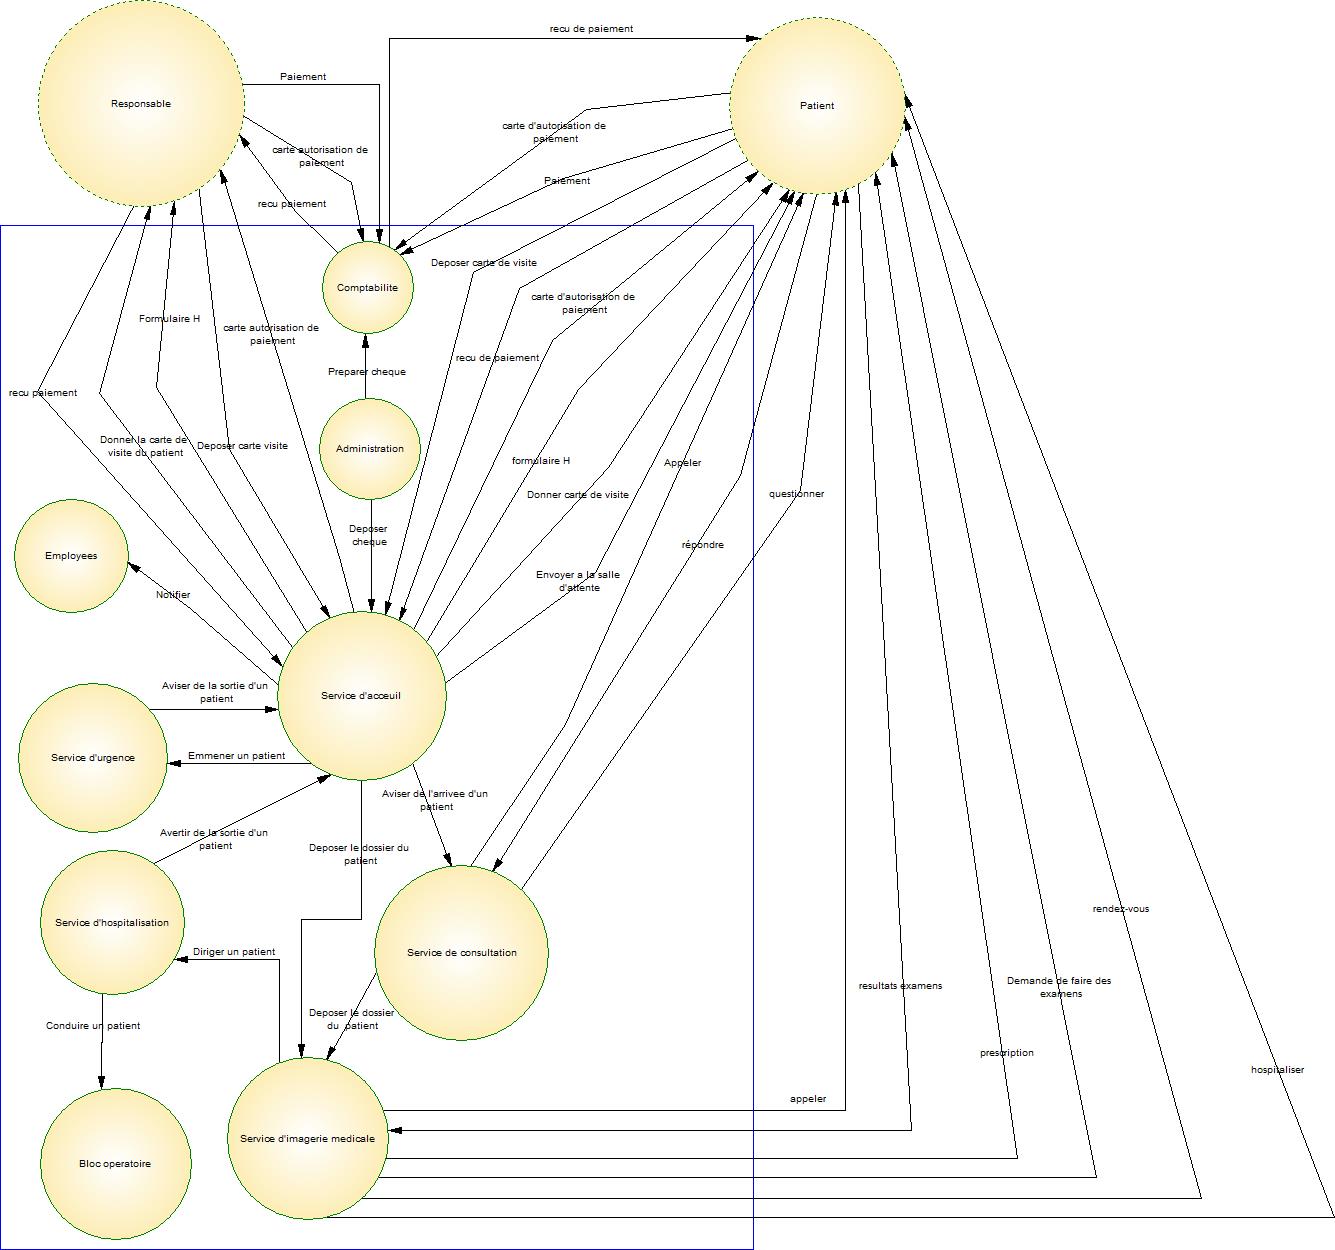 recu de paiement
Paiement
Responsable
Patient
carte d'autorisation de
paiement
carte autorisation de
paiement
Paiement
recu paiement
Deposer carte de visite
Comptabilite
carte d'autorisation de
paiement
Formulaire H
carte autorisation de
paiement
recu de paiement
Preparer cheque
recu paiement
Donner la carte de
visite du patient
Deposer carte visite
Administration
formulaire H
Appeler
Donner carte de visite
questionner
Deposer
cheque
répondre
Employees
Envoyer a la salle
d'attente
Notifier
Aviser de la sortie d'un
patient
Service d'acœuil
Service d'urgence
Emmener un patient
Aviser de l'arrivee d'un
patient
Avertir de la sortie d'un
patient
Deposer le dossier du
patient
rendez-vous
Service d'hospitalisation
Diriger un patient
Service de consultation
resultats examens
Demande de faire des
examens
Deposer le dossier
du patient
Conduire un patient
prescription
hospitaliser
appeler
Service d'imagerie medicale
Bloc operatoire